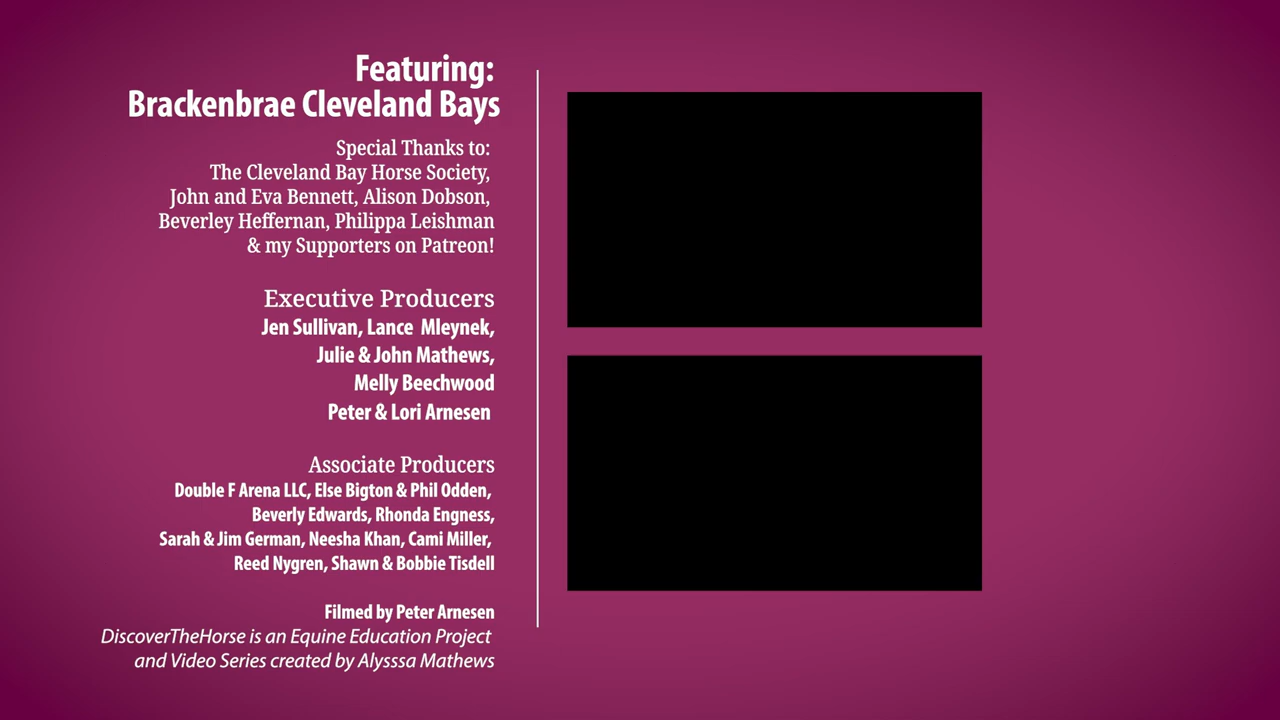 Featuring:
Brackenbrae Cleveland Bays
Special Thanks to:
The Cleveland Bay Horse Society,
John and Eva Bennett, Alison Dobson,
Beverley Heffernan, Philippa Leishman
& my Supporters on Patreon!
Executive Producers
Jen Sullivan, Lance Mleynek,
Julie & John Mathews,
Melly Beechwood
Peter & Lori Arnesen
Associate Producers
Double F Arena LLC, Else Bigton & Phil Odden,
Beverly Edwards, Rhonda Engness,
Sarah & Jim German, Neesha Khan, Cami Miller,
Reed Nygren, Shawn & Bobbie Tisdell
Filmed by Peter Arnesen
DiscoverTheHorse is an Equine Education Project
and Video Series created by Alysssa Mathews